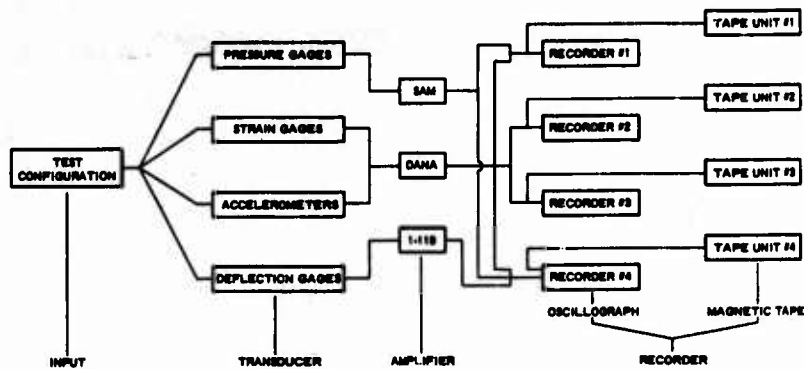 TAPE UNIT #1
PRESSURE GAGES
RECORDER #1
SAM
TAPE UNIT #2
STRAIN GAGES
RECORDER #2
TEST
CONFIGURATION
DANA
TAPE UNIT #3
ACCELEROMETERS
RECORDER #3
1-118
TAPE UNIT #4
DEFLECTION GAGES
RECORDER #4
OSCILLOGRAPH
MAGNETIC TAPE
INPUT
TRANSDUCER
AMPLIFIER
RECORDER